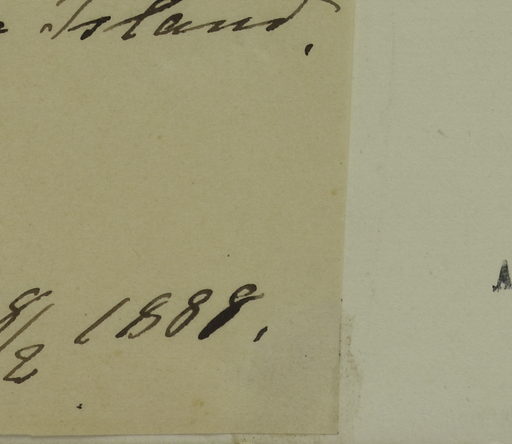 Island,
8/2 1888.
A